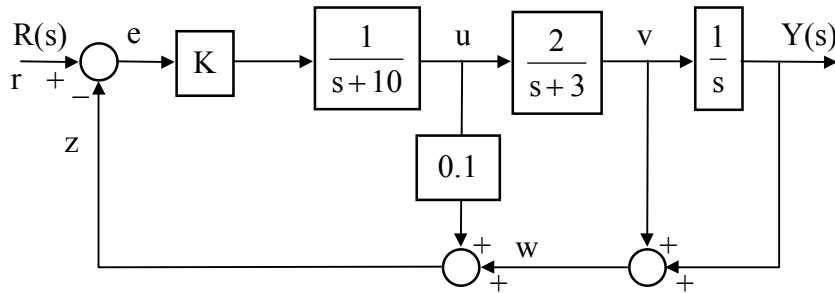 R(s) e K 1 u 2 v 1 Y(s)
r + − s+10 s+3 s
z
0.1
+ w +
+ +